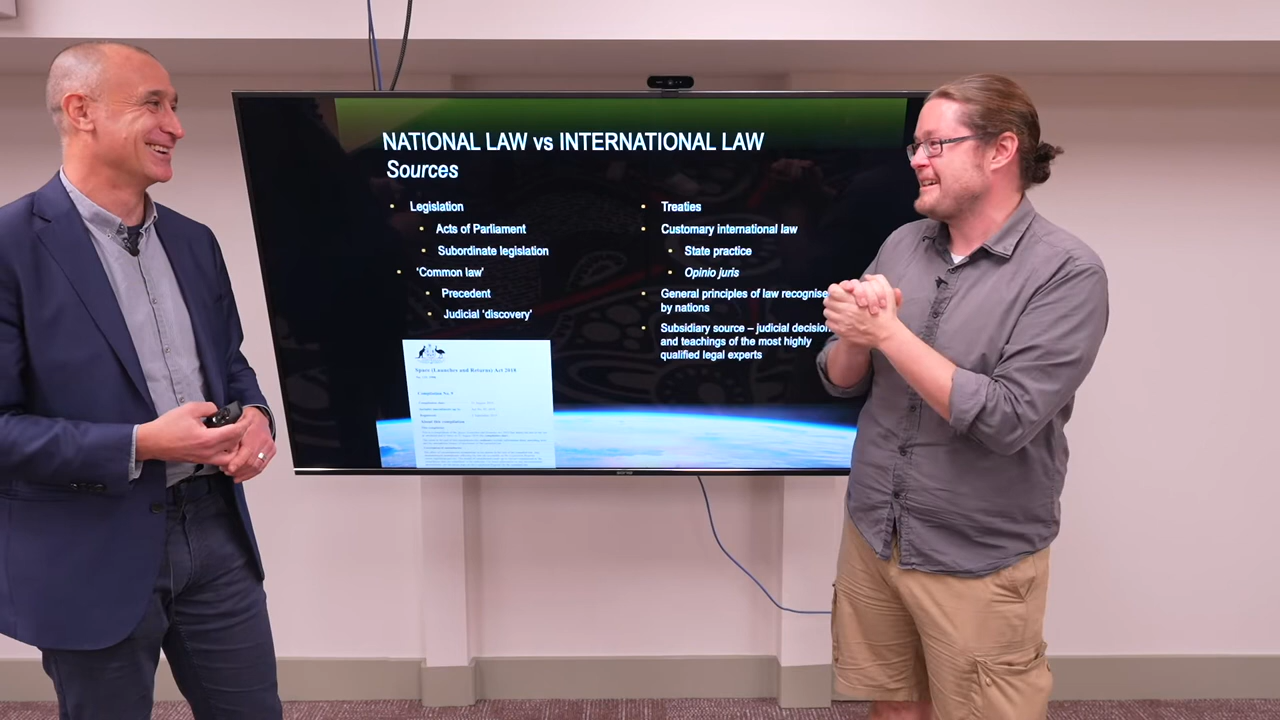 NATIONAL LAW vs INTERNATIONAL LAW
Sources
Legislation
Acts of Parliament
Subordinate legislation
'Common law'
Precedent
Judicial 'discovery'
Space (Launches and Returns) Act 2018
Compilation No. 9
Treaties
Customary international law
State practice
Opinio juris
General principles of law recognise
by nations
Subsidiary source – judicial decision
and teachings of the most highly
qualified legal experts